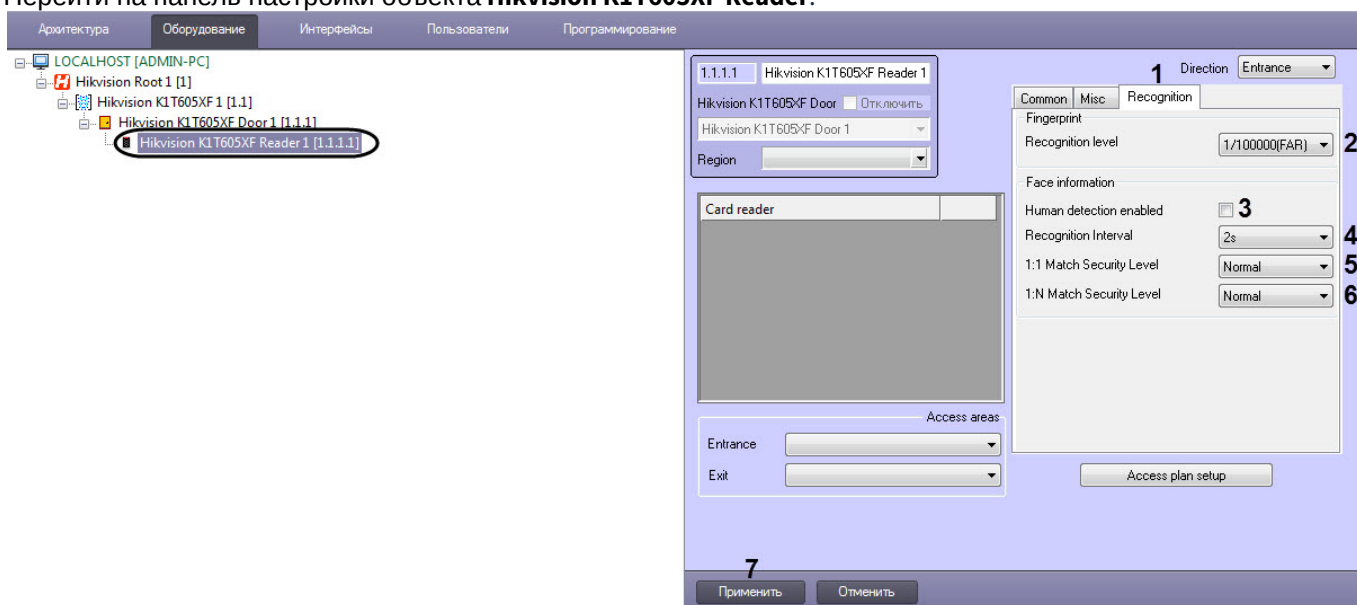 Перейти на панель настройки объекта Hikvision K1T605XF Reader.
Архитектура Оборудование Интерфейсы Пользователи Программирование
LOCALHOST [ADMIN-PC]
Hikvision Root 1 [1]
Hikvision K1T605XF 1 [1.1]
Hikvision K1T605XF Door 1 [1.1.1]
Hikvision K1T605XF Reader 1 [1.1.1.1]
1.1.1.1 Hikvision K1T605XF Reader 1
Hikvision K1T605XF Door Отключить
Hikvision K1T605XF Door 1
Region
Card reader
Access areas
Entrance
Exit
1 Direction Entrance
Common Misc Recognition
Fingerprint
Recognition level 1/100000(FAR) 2
Face information
Human detection enabled 3
Recognition Interval 2s 4
1:1 Match Security Level Normal 5
1:N Match Security Level Normal 6
Access plan setup
7
Применить Отменить